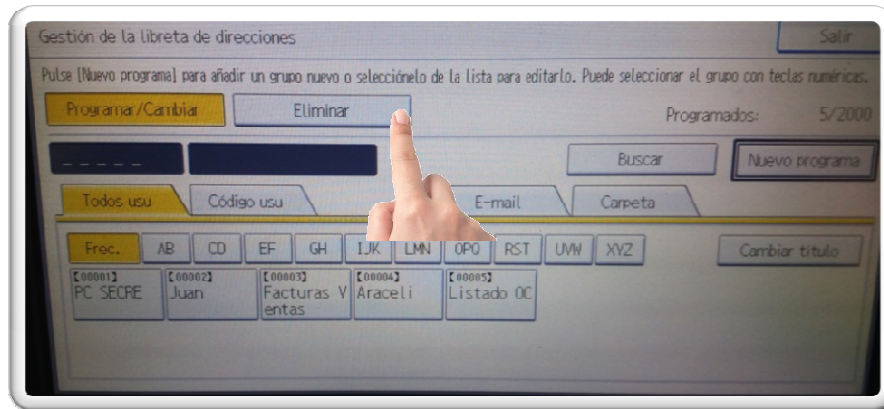 Gestión de la libreta de direcciones Salir
Pulse [Nuevo programa] para añadir un grupo nuevo o selecciónelo de la lista para editarlo. Puede seleccionar el grupo con teclas numéricas.
Programar/Cambiar Eliminar Programados: 5/2000
_ _ _ _ _ Buscar Nuevo programa
Todos usu Código usu E-mail Carpeta
Frec. AB CD EF GH IJK LMN OPQ RST UVW XYZ Cambiar título
【00001】 【00002】 【00003】 【00004】 【00005】
PC SECRE Juan Facturas V Araceli Listado OC
entas